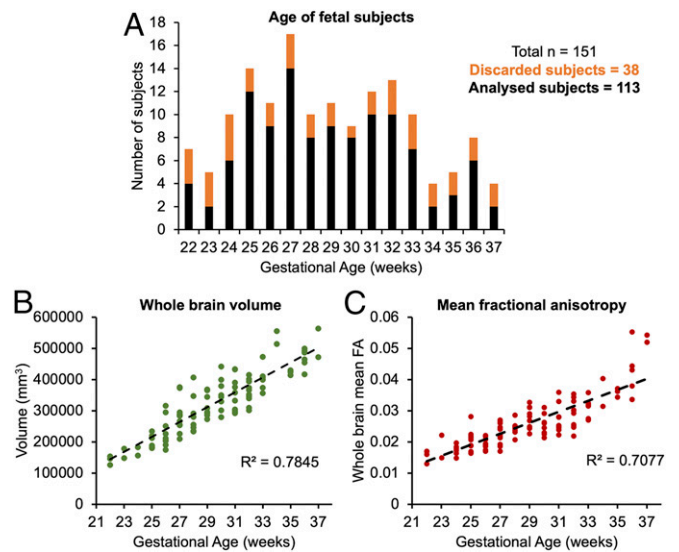 A
Age of fetal subjects
Total n = 151
Discarded subjects = 38
Analysed subjects = 113
Number of subjects
18
16
14
12
10
8
6
4
2
0
22 23 24 25 26 27 28 29 30 31 32 33 34 35 36 37
Gestational Age (weeks)
B
Whole brain volume
Volume (mm³)
600000
500000
400000
300000
200000
100000
0
R² = 0.7845
21 23 25 27 29 31 33 35 37
Gestational Age (weeks)
C
Mean fractional anisotropy
Whole brain mean FA
0.06
0.05
0.04
0.03
0.02
0.01
0
R² = 0.7077
21 23 25 27 29 31 33 35 37
Gestational Age (weeks)